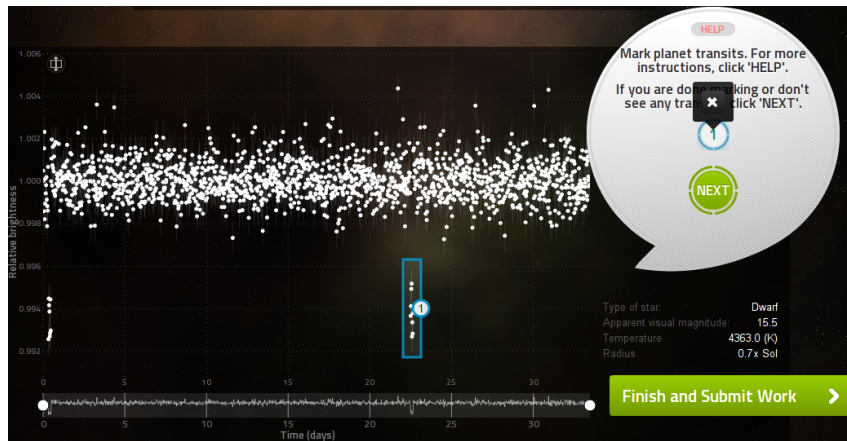 HELP
Mark planet transits. For more
instructions, click 'HELP'.
If you are done marking or don't
see any click 'NEXT'.
1
NEXT
1.006
1.004
1.002
1.000
0.998
0.996
0.994
0.992
Relative brightness
1
0 5 10 15 20 25 30
0 5 10 15 20 25 30
Time (days)
Type of star: Dwarf
Apparent visual magnitude: 15.5
Temperature 4363.0 (K)
Radius 0.7x Sol
Finish and Submit Work